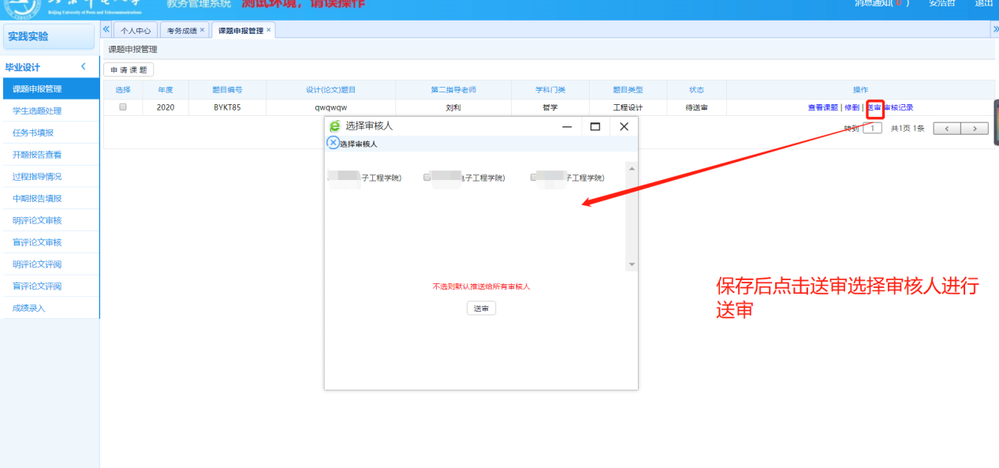 Beijing University of Posts and Telecommunications
教务管理系统 测试环境，请误操作
消息通知( 0 ) 安浩哲 退出
实践实验
个人中心 考务成绩 × 课题申报管理 ×
课题申报管理
毕业设计
申请课题
课题申报管理
选择 年度 题目编号 设计(论文)题目 第二指导老师 学科门类 题目类型 状态 操作
2020 BYKT85 qwqwqw 刘利 哲学 工程设计 待送审 查看课题 | 修删 | 送审 审核记录
转到 1 共1页 1条
学生选题处理
任务书填报
开题报告查看
过程指导情况
中期报告填报
明评论文审核
盲评论文审核
明评论文评阅
盲评论文评阅
成绩录入
选择审核人
选择审核人
子工程学院) 子工程学院) 子工程学院)
不选则默认推送给所有审核人
送审
保存后点击送审选择审核人进行
送审